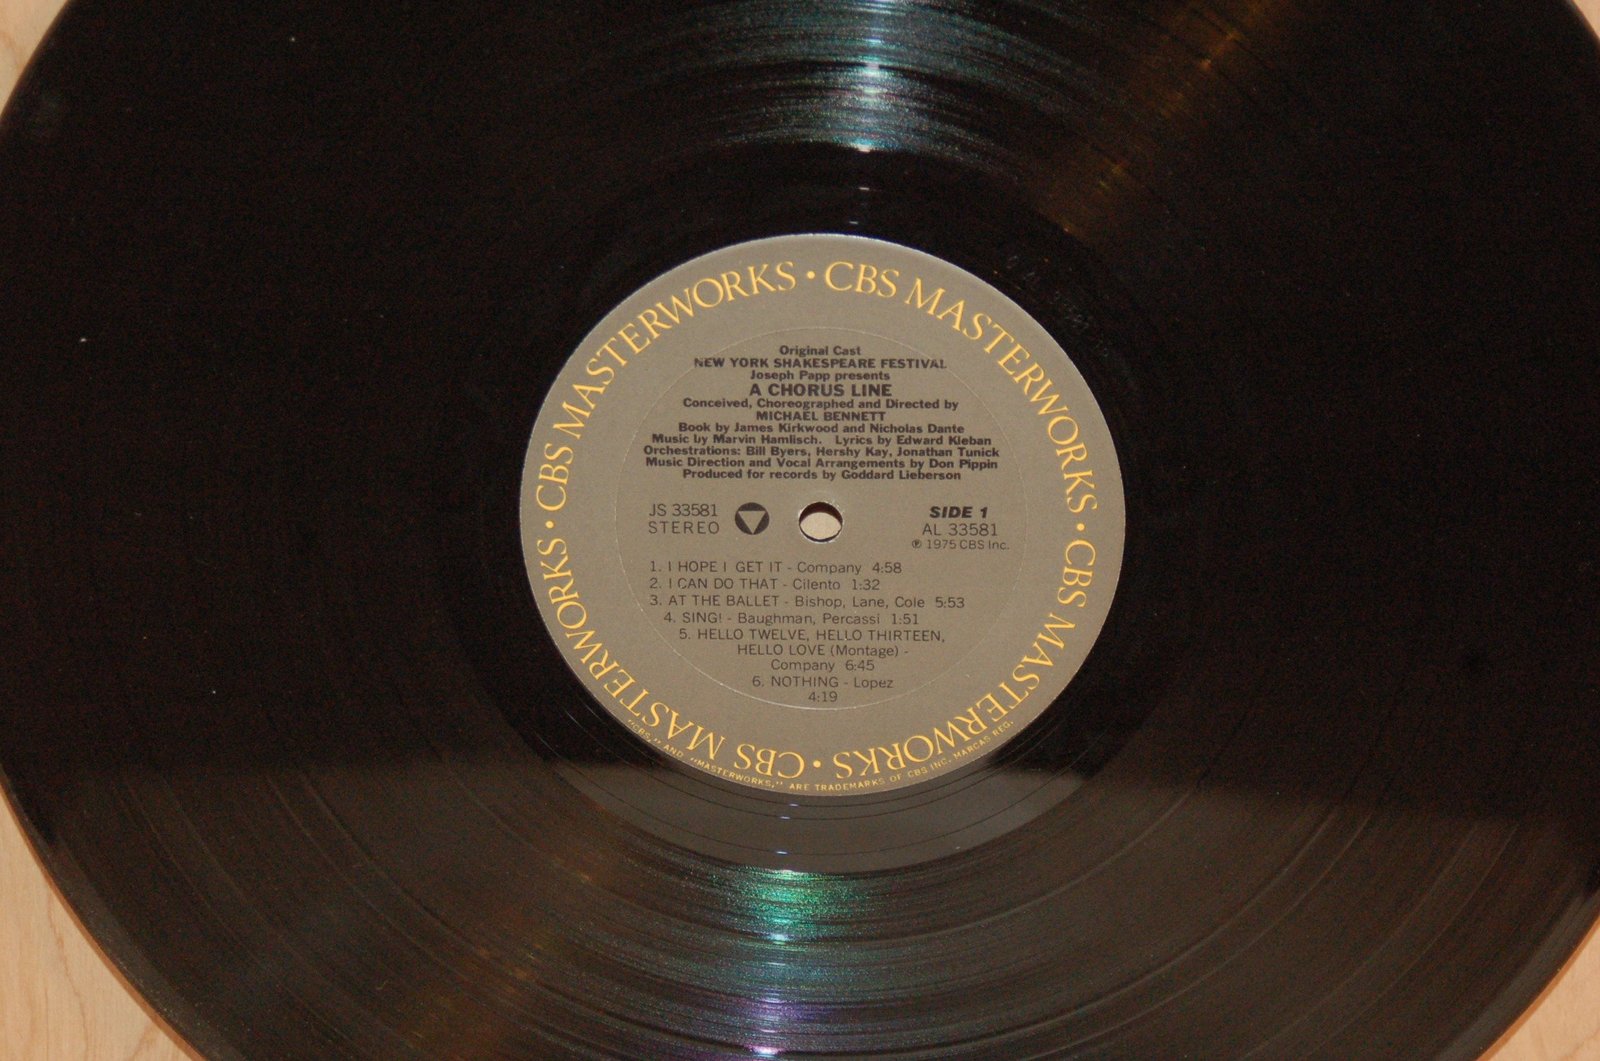 CBS MASTERWORKS • CBS MASTERWORKS • CBS MASTERWORKS • CBS MASTERWORKS •
Original Cast
NEW YORK SHAKESPEARE FESTIVAL
Joseph Papp presents
A CHORUS LINE
Conceived, Choreographed and Directed by
MICHAEL BENNETT
Book by James Kirkwood and Nicholas Dante
Music by Marvin Hamlisch. Lyrics by Edward Kleban
Orchestrations: Bill Byers, Hershy Kay, Jonathan Tunick
Music Direction and Vocal Arrangements by Don Pippin
Produced for records by Goddard Lieberson
JS 33581
STEREO
SIDE 1
AL 33581
℗ 1975 CBS Inc.
1. I HOPE I GET IT - Company 4:58
2. I CAN DO THAT - Cilento 1:32
3. AT THE BALLET - Bishop, Lane, Cole 5:53
4. SING! - Baughman, Percassi 1:51
5. HELLO TWELVE, HELLO THIRTEEN,
HELLO LOVE (Montage) -
Company 6:45
6. NOTHING - Lopez
4:19
"CBS," AND "MASTERWORKS," ARE TRADEMARKS OF CBS INC. MARCAS REG.